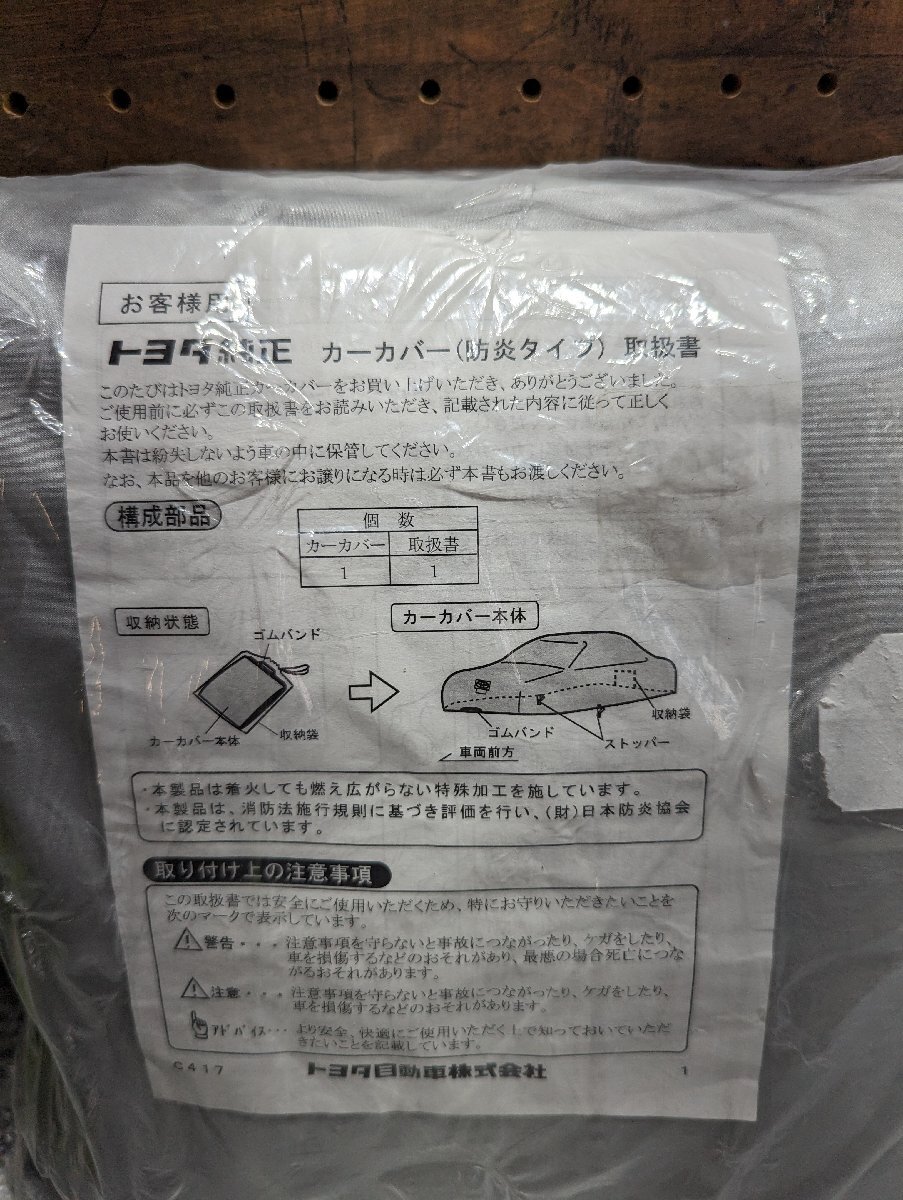 お客様用
トヨタ純正 カーカバー(防炎タイプ) 取扱書
このたびはトヨタ純正カーカバーをお買い上げいただき、ありがとうございました。
ご使用前に必ずこの取扱書をお読みいただき、記載された内容に従って正しく
お使いください。
本書は紛失しないよう車の中に保管してください。
なお、本品を他のお客様にお譲りになる時は必ず本書もお渡しください。
構成部品
個 数
カーカバー 取扱書
1 1
収納状態
ゴムバンド
カーカバー本体
収納袋
カーカバー本体
収納袋
ゴムバンド
ストッパー
車両前方
・本製品は着火しても燃え広がらない特殊加工を施しています。
・本製品は、消防法施行規則に基づき評価を行い、(財)日本防炎協会
に認定されています。
取り付け上の注意事項
この取扱書では安全にご使用いただくため、特にお守りいただきたいことを
次のマークで表示しています。
警告・・・ 注意事項を守らないと事故につながったり、ケガをしたり、
車を損傷するなどのおそれがあり、最悪の場合死亡につな
がるおそれがあります。
注意・・・ 注意事項を守らないと事故につながったり、ケガをしたり、
車を損傷するなどのおそれがあります。
アドバイス・・・ より安全、快適にご使用いただく上で知っておいていただ
きたいことを記載しています。
C417 トヨタ自動車株式会社 1